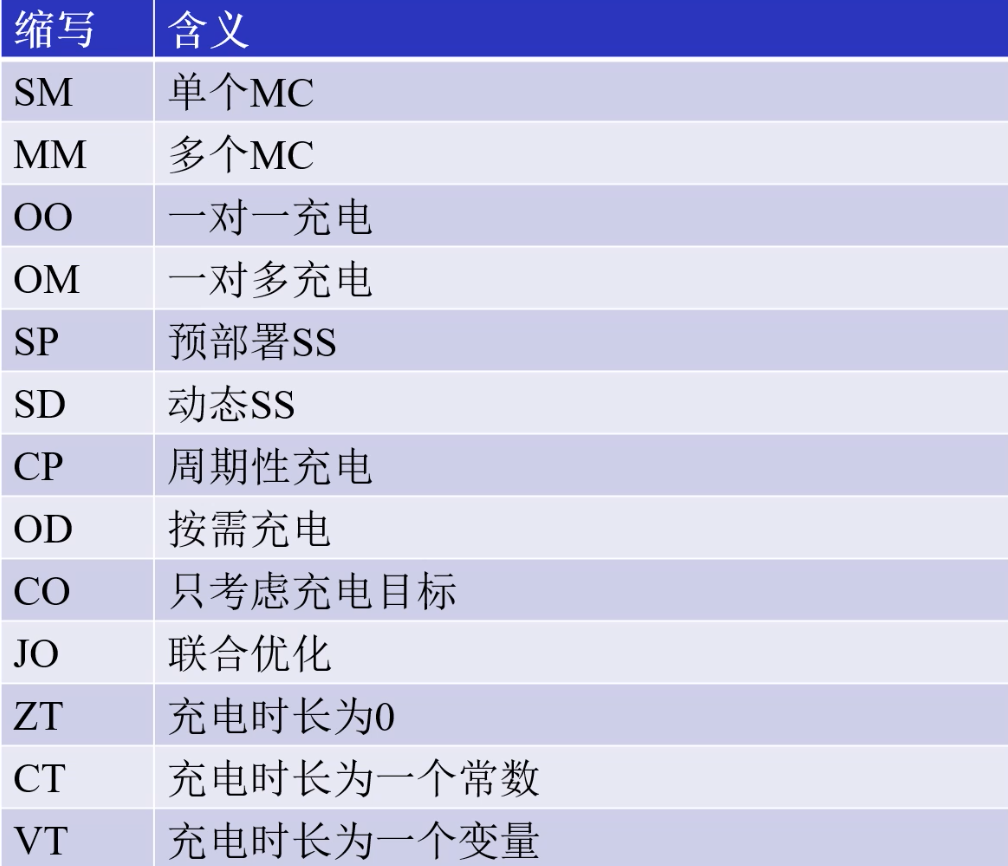 缩写 含义
SM 单个MC
MM 多个MC
OO 一对一充电
OM 一对多充电
SP 预部署SS
SD 动态SS
CP 周期性充电
OD 按需充电
CO 只考虑充电目标
JO 联合优化
ZT 充电时长为0
CT 充电时长为一个常数
VT 充电时长为一个变量